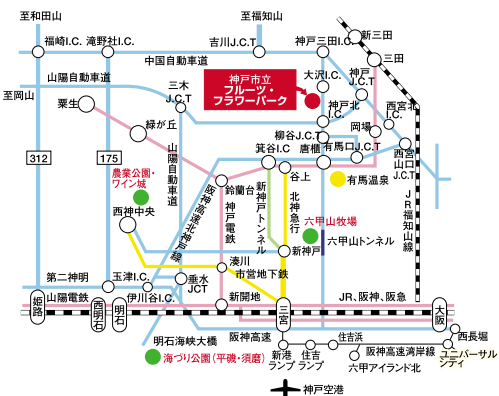 至和田山
至福知山
福崎I.C.
滝野社I.C.
吉川J.C.T
神戸三田I.C.
新三田
三田
中国自動車道
山陽自動車道
三木
J.C.T
神戸市立
フルーツ・
フラワーパーク
大沢I.C.
神戸
J.C.T
至岡山
粟生
神戸北
I.C.
西宮北
I.C.
緑が丘
岡場
柳谷J.C.T
有馬口
J.C.T
西宮
山口
J.C.T
312
175
山陽自動車道
箕谷I.C
唐櫃
谷上
農業公園・
ワイン城
鈴蘭台
有馬温泉
阪神高速北神戸線
神戸電鉄
新神戸トンネル
北神急行
JR福知山線
西神中央
六甲山牧場
六甲山トンネル
新神戸
湊川
市営地下鉄
第二神明
玉津I.C.
垂水
JCT
山陽電鉄
伊川谷I.C.
新開地
JR、阪神、阪急
姫路
西明石
明石
三宮
大阪
明石海峡大橋
阪神高速
住吉浜
西長堀
海づり公園(平磯・須磨)
新港
ランプ
住吉
ランプ
阪神高速湾岸線
六甲アイランド北
ユニバーサル
シティ
神戸空港